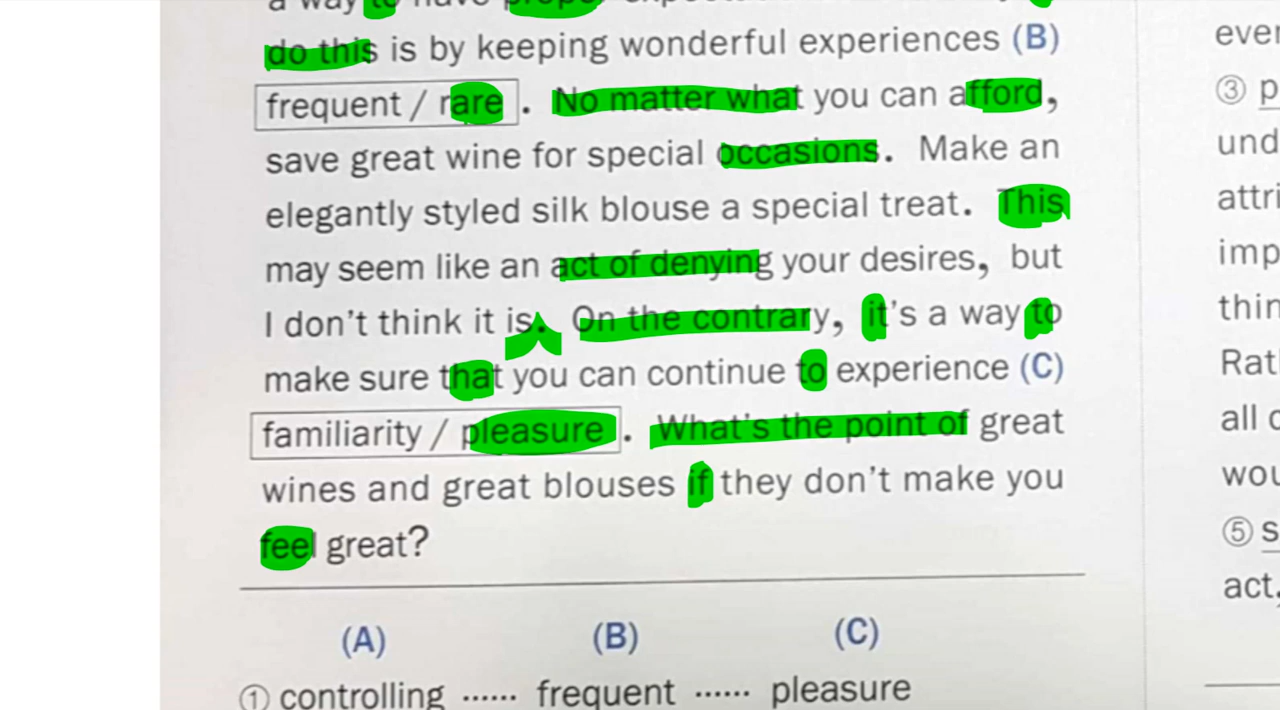 a way to have proper
do this is by keeping wonderful experiences (B)
frequent / rare . No matter what you can afford,
save great wine for special occasions. Make an
elegantly styled silk blouse a special treat. This
may seem like an act of denying your desires, but
I don't think it is. On the contrary, it's a way to
make sure that you can continue to experience (C)
familiarity / pleasure . What's the point of great
wines and great blouses if they don't make you
feel great?
(A) (B) (C)
① controlling ...... frequent ...... pleasure
③ p
und
attri
imp
thin
all
⑤ s
act,